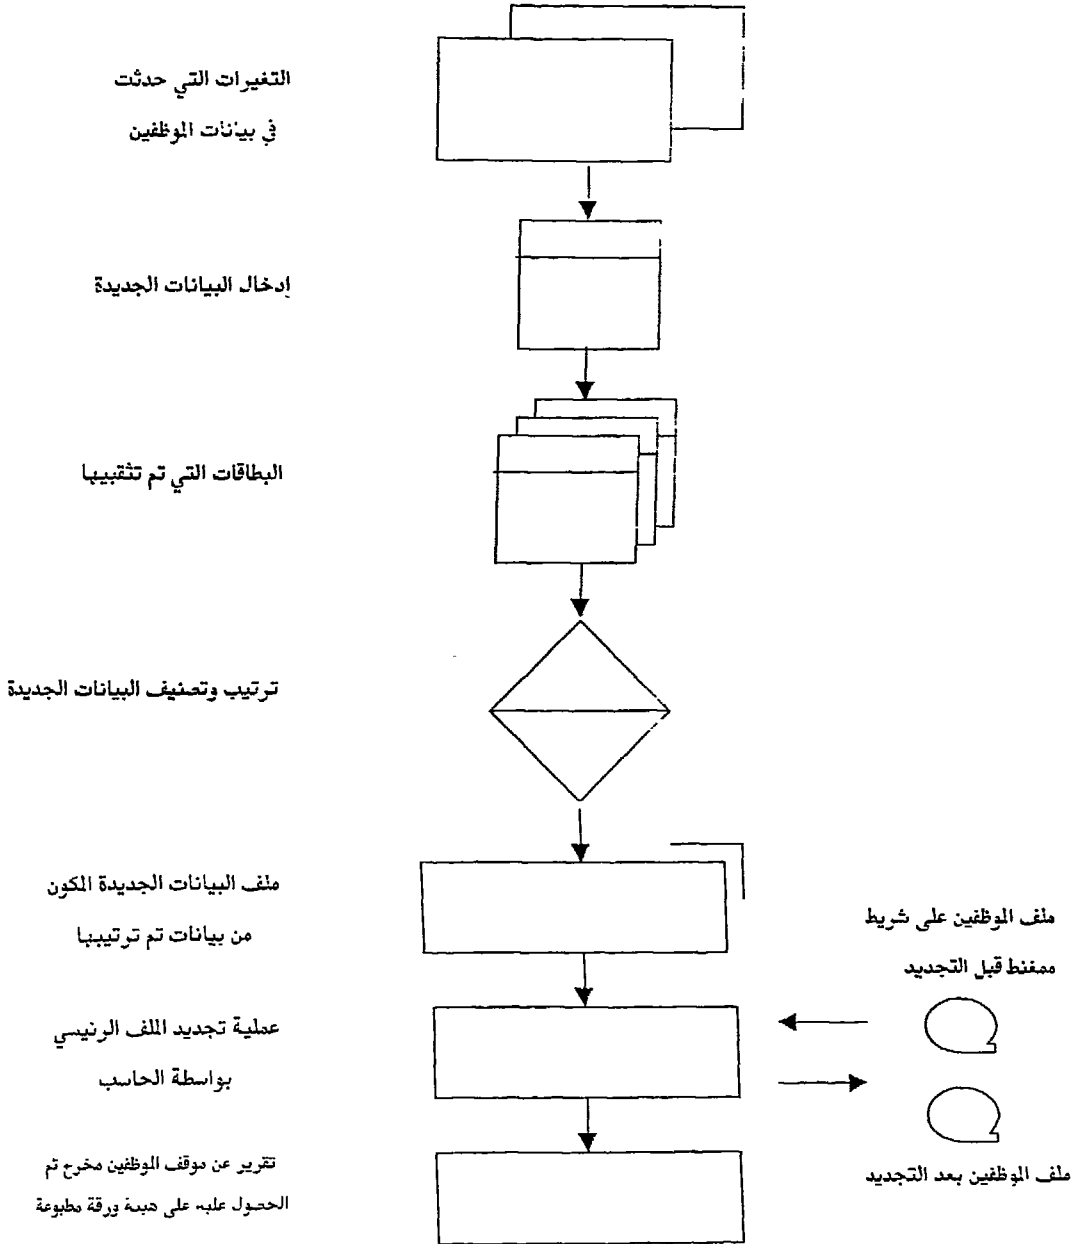 التغيرات التي حدثت
في بيانات الموظفين
إدخال البيانات الجديدة
البطاقات التي تم تثقبيبها
ترتيب وتصنيف البيانات الجديدة
ملف البيانات الجديدة المكون
من بيانات تم ترتيبها
ملف الموظفين على شريط
ممغنط قبل التجديد
عملية تجديد الملف الرئيسي
بواسطة الحاسب
ملف الموظفين بعد التجديد
تقرير عن موقف الموظفين مخرج تم
الحصول عليه على هيئة ورقة مطبوعة